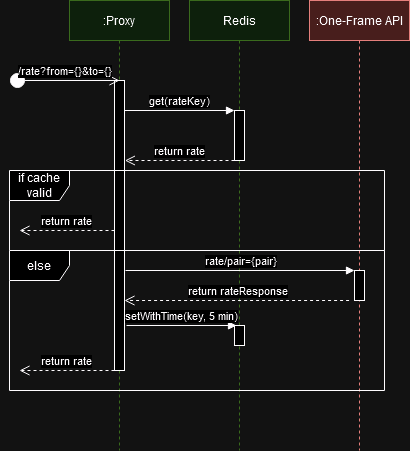 :Proxy
Redis
:One-Frame API
/rate?from={}&to={}
get(rateKey)
return rate
if cache
valid
return rate
else
rate/pair={pair}
return rateResponse
setWithTime(key, 5 min)
return rate